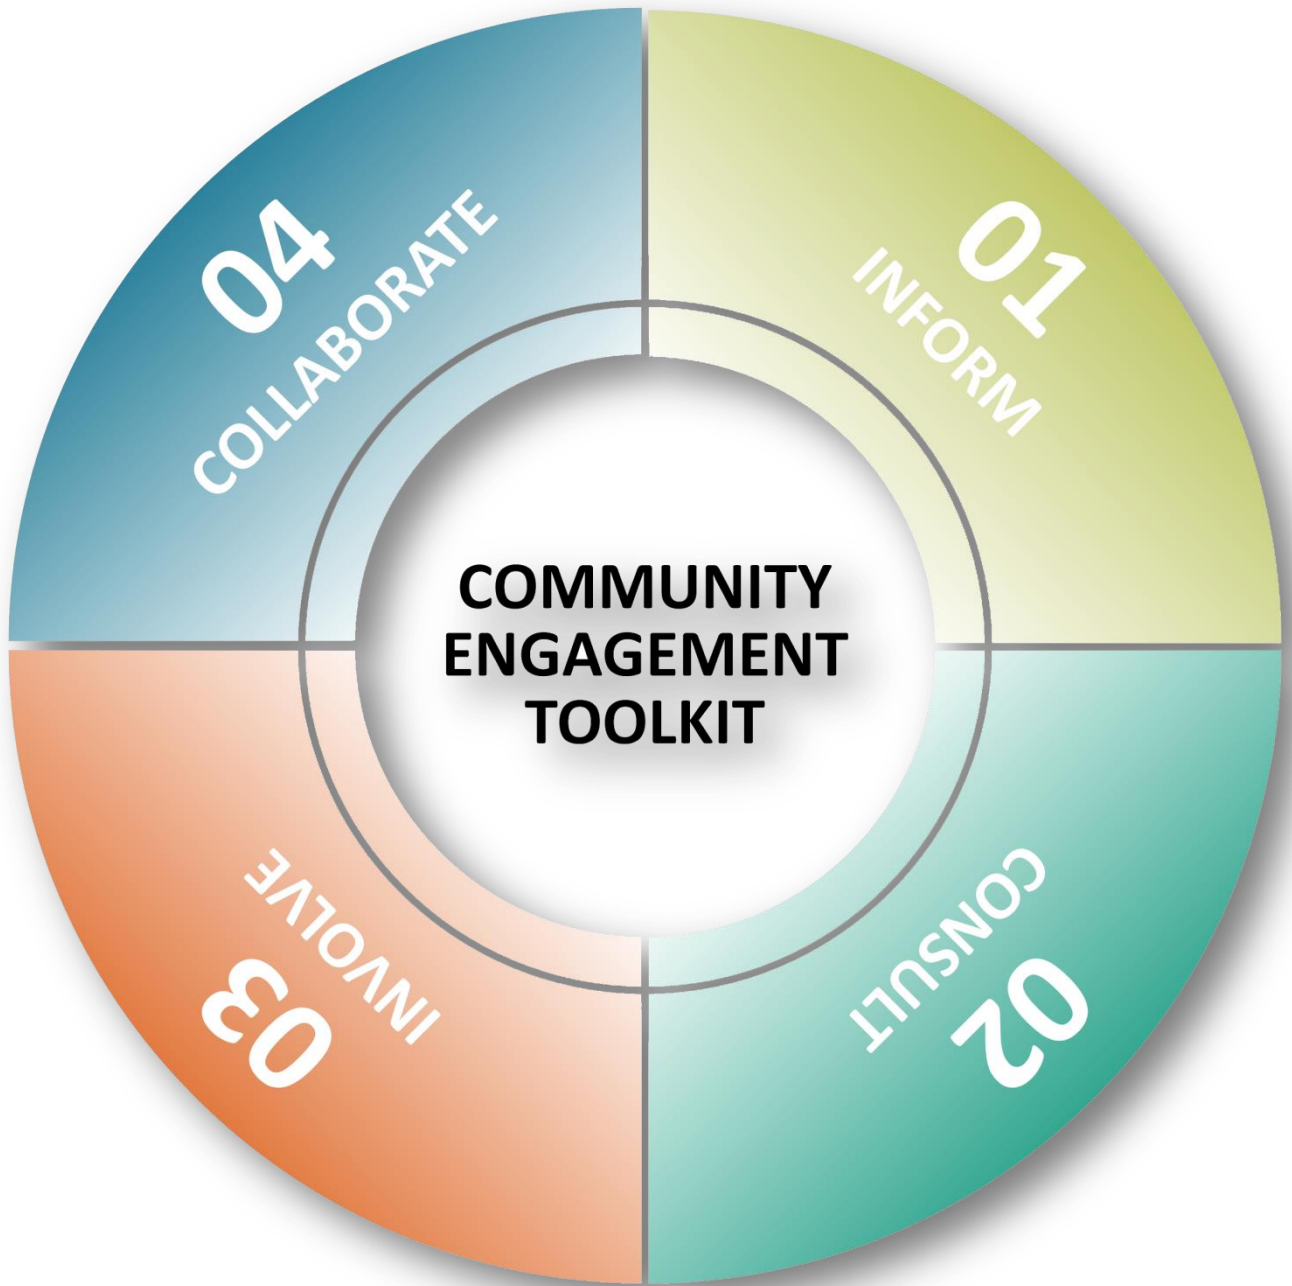 COMMUNITY
ENGAGEMENT
TOOLKIT
01
INFORM
02
CONSULT
03
INVOLVE
04
COLLABORATE